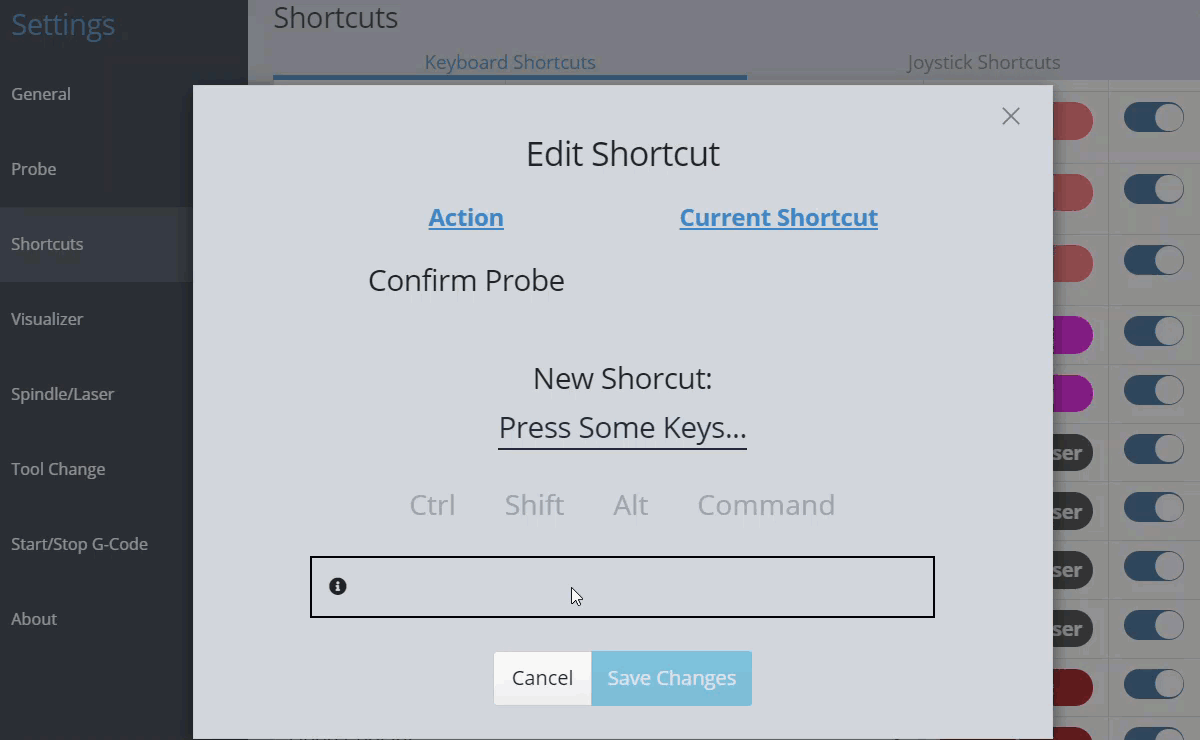 Settings
General
Probe
Shortcuts
Visualizer
Spindle/Laser
Tool Change
Start/Stop G-Code
About
Shortcuts
Keyboard Shortcuts Joystick Shortcuts
Edit Shortcut
Action Current Shortcut
Confirm Probe
New Shorcut:
Press Some Keys...
Ctrl Shift Alt Command
Cancel Save Changes
ser
ser
ser
ser